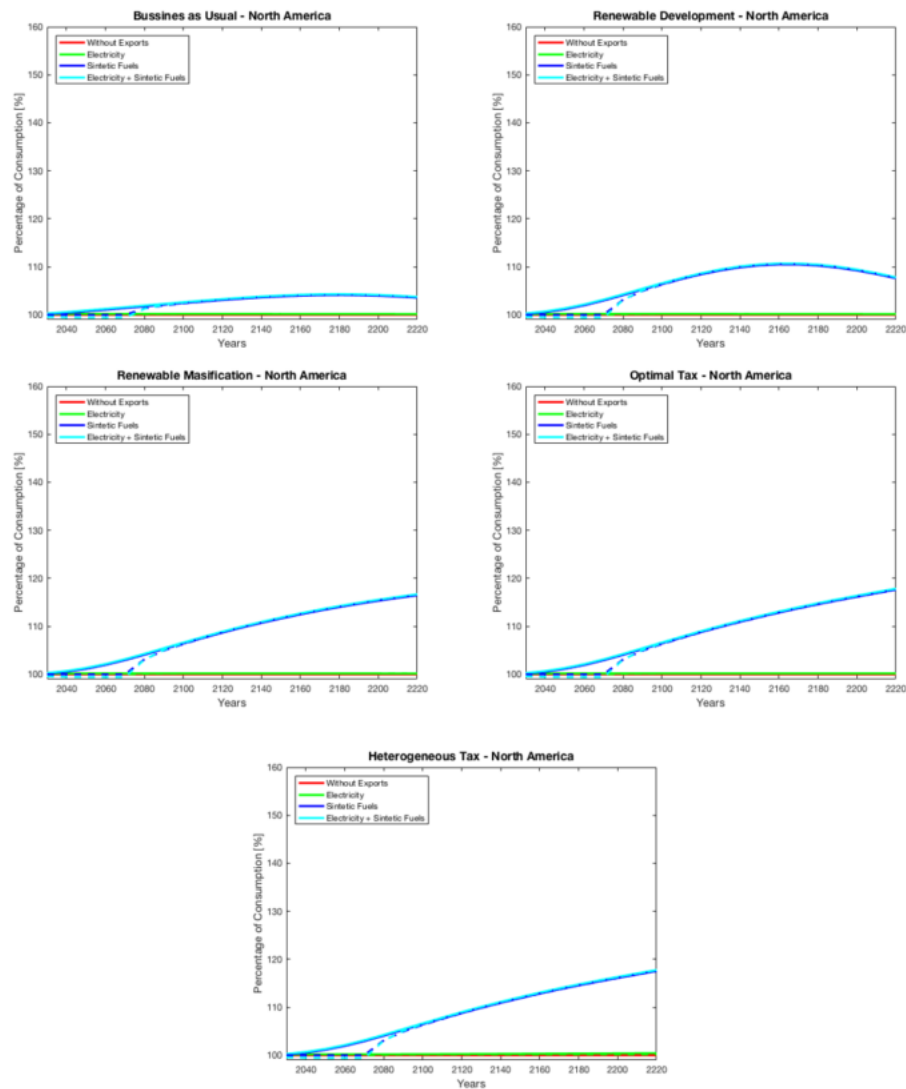 Bussines as Usual - North America
160
150
140
130
120
110
100
Percentage of Consumption [%]
Without Exports
Electricity
Sintetic Fuels
Electricity + Sintetic Fuels
2040 2060 2080 2100 2120 2140 2160 2180 2200 2220
Years
Renewable Development - North America
160
150
140
130
120
110
100
Percentage of Consumption [%]
Without Exports
Electricity
Sintetic Fuels
Electricity + Sintetic Fuels
2040 2060 2080 2100 2120 2140 2160 2180 2200 2220
Years
Renewable Masification - North America
160
150
140
130
120
110
100
Percentage of Consumption [%]
Without Exports
Electricity
Sintetic Fuels
Electricity + Sintetic Fuels
2040 2060 2080 2100 2120 2140 2160 2180 2200 2220
Years
Optimal Tax - North America
160
150
140
130
120
110
100
Percentage of Consumption [%]
Without Exports
Electricity
Sintetic Fuels
Electricity + Sintetic Fuels
2040 2060 2080 2100 2120 2140 2160 2180 2200 2220
Years
Heterogeneous Tax - North America
160
150
140
130
120
110
100
Percentage of Consumption [%]
Without Exports
Electricity
Sintetic Fuels
Electricity + Sintetic Fuels
2040 2060 2080 2100 2120 2140 2160 2180 2200 2220
Years